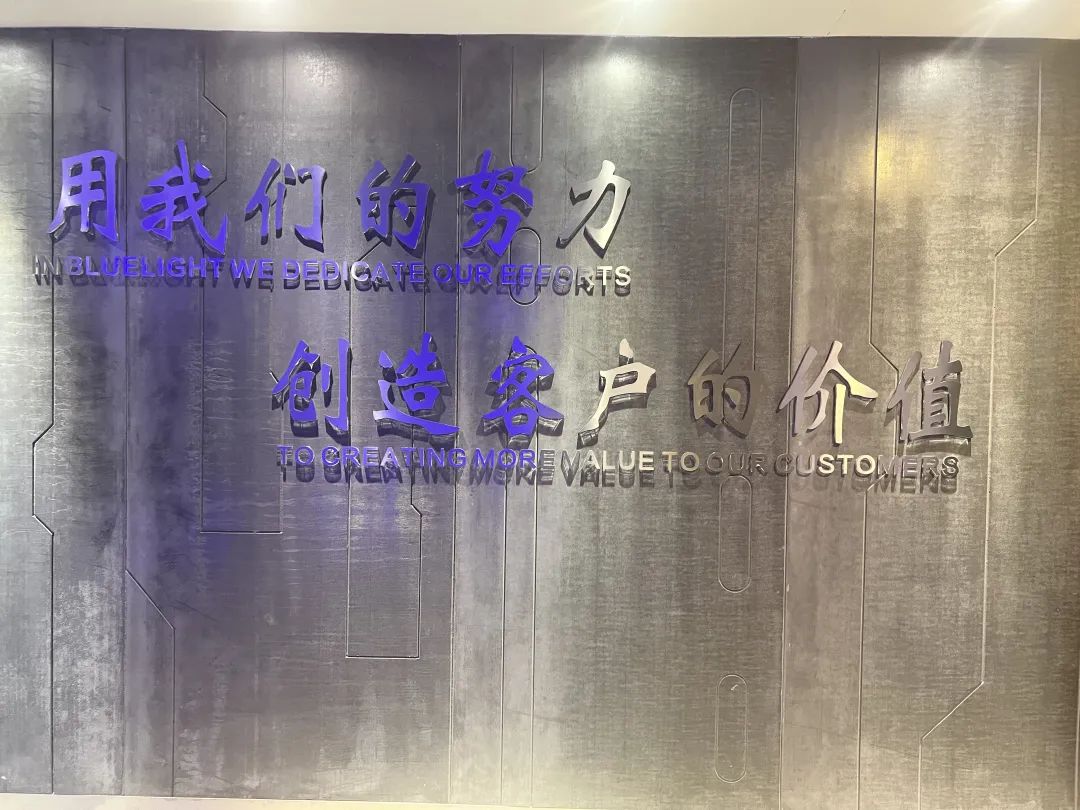 用我们的努力
IN BLUELIGHT WE DEDICATE OUR EFFORTS
创造客户的价值
TO CREATING MORE VALUE TO OUR CUSTOMERS